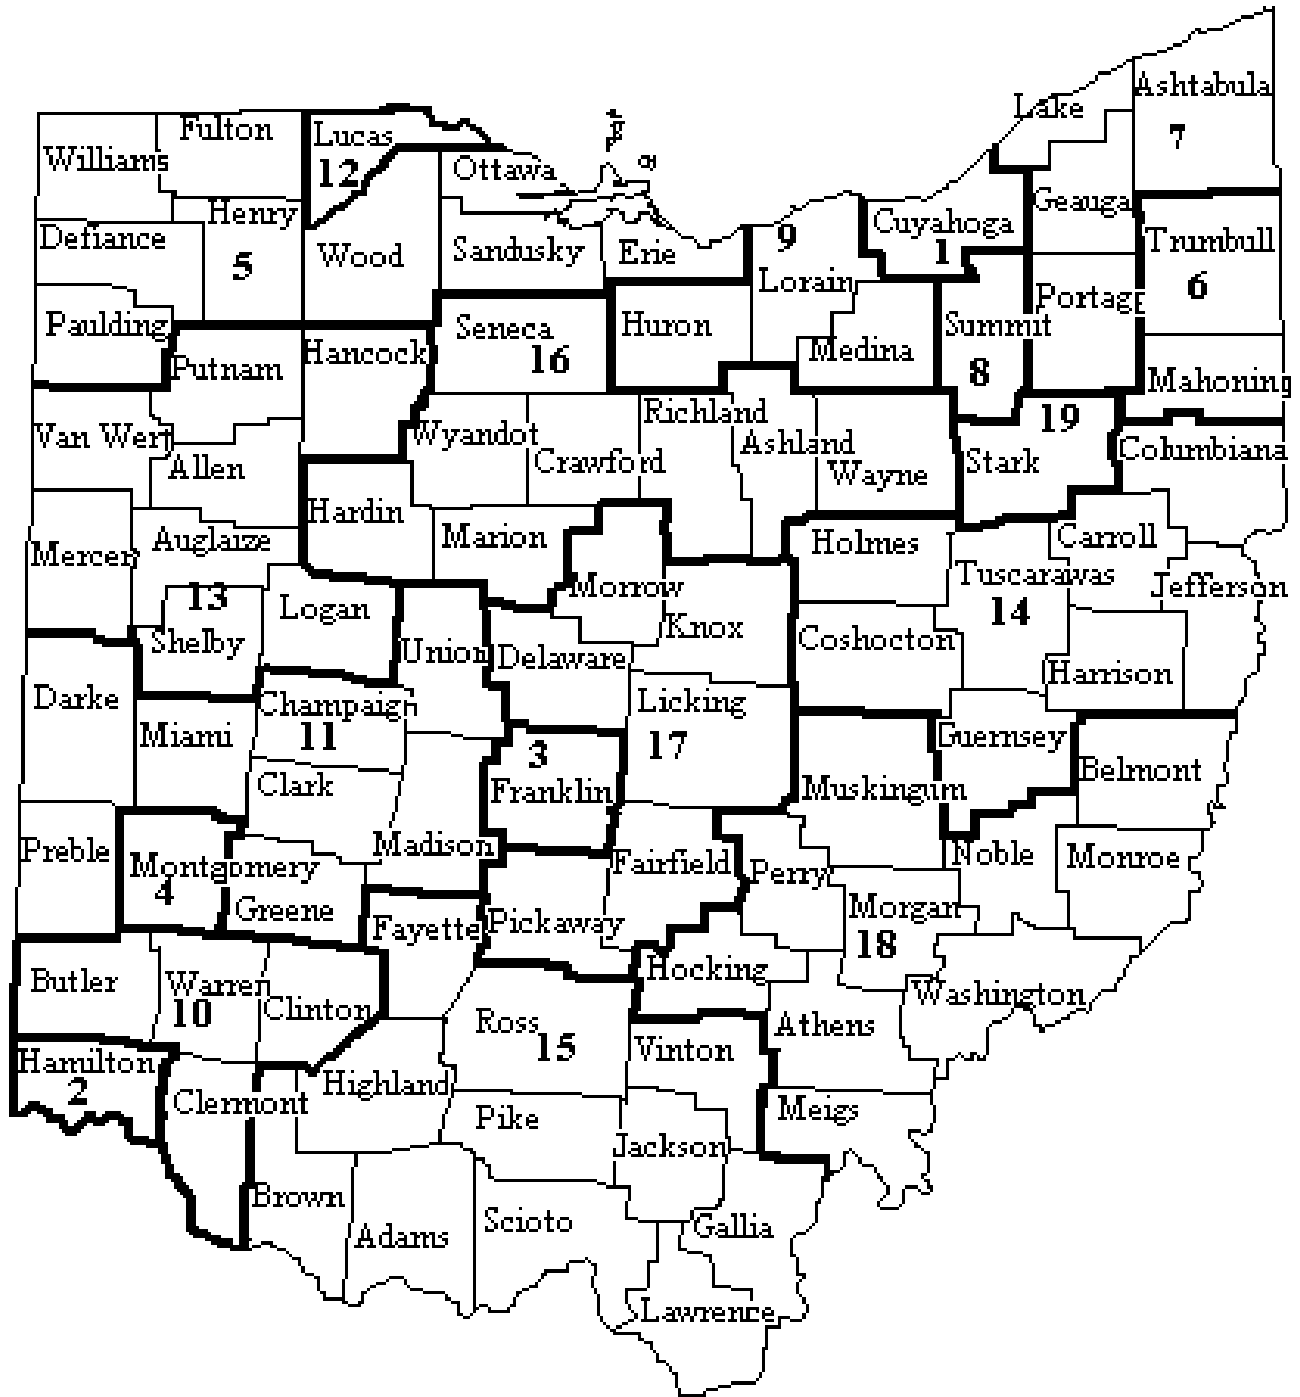 Ashtabula
Lake
7
Fulton
Lucas
Williams
12
Ottawa
Geauga
Henry
Cuyahoga
9
1
Defiance
Wood
Sandusky
Erie
Trumbull
5
Lorain
6
Paulding
Seneca
Huron
Summit
Portage
Hancock
16
Medina
Putnam
8
Mahoning
Richland
19
Van Wert
Wyandot
Ashland
Columbiana
Allen
Crawford
Wayne
Stark
Hardin
Marion
Holmes
Carroll
Mercer
Auglaize
Tuscarawas
Jefferson
13
Logan
Morrow
14
Shelby
Knox
Coshocton
Union
Delaware
Harrison
Darke
Champaign
Licking
Miami
11
3
17
Guernsey
Belmont
Clark
Franklin
Muskingum
Preble
Madison
Montgomery
Fairfield
Perry
Noble
Monroe
4
Greene
Fayette
Pickaway
Morgan
18
Butler
Warren
Hocking
Clinton
Washington
10
Ross
Athens
Hamilton
15
Vinton
2
Highland
Clermont
Pike
Meigs
Jackson
Brown
Scioto
Gallia
Adams
Lawrence